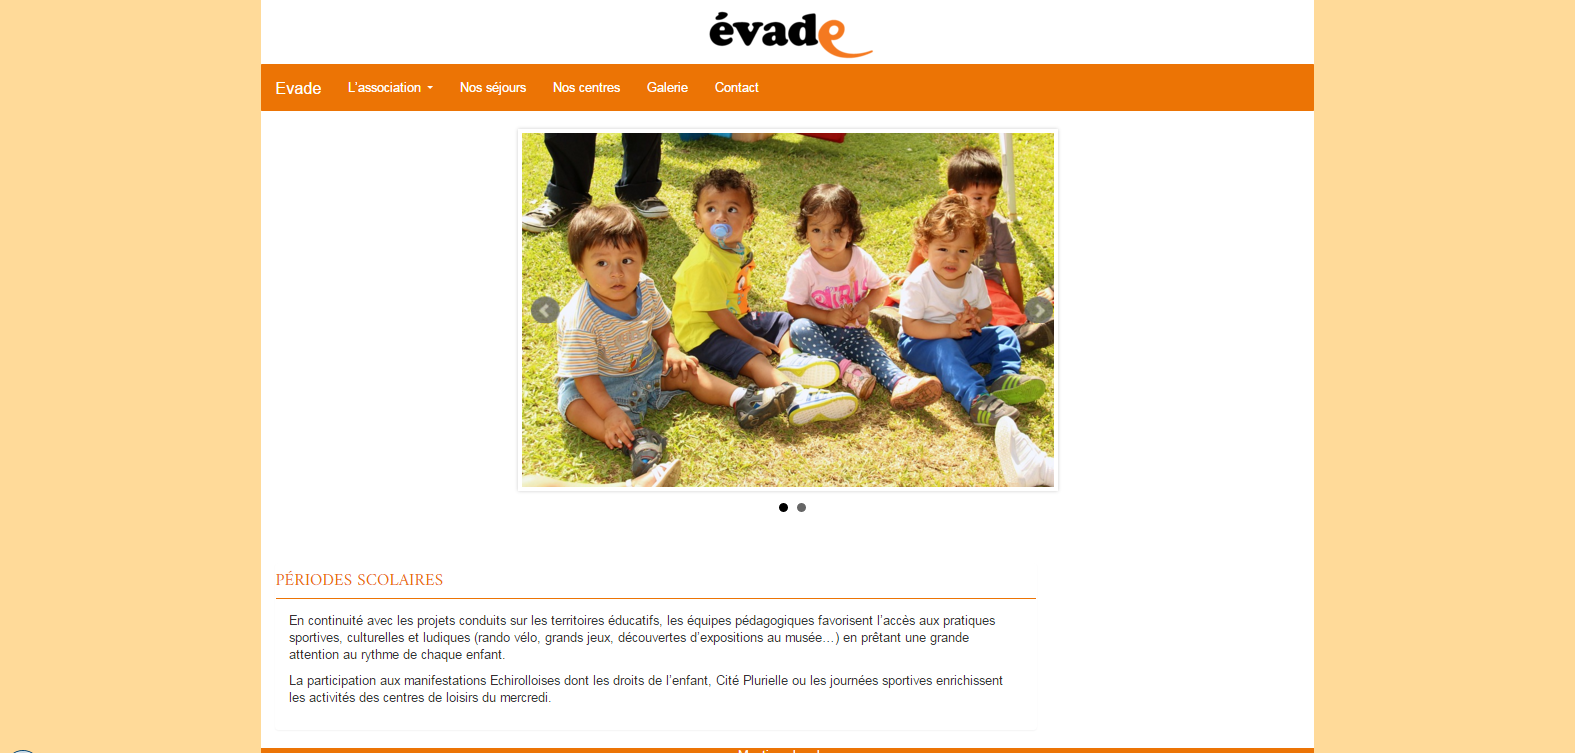 évade
Evade L'association Nos séjours Nos centres Galerie Contact
GIRL
PÉRIODES SCOLAIRES
En continuité avec les projets conduits sur les territoires éducatifs, les équipes pédagogiques favorisent l'accès aux pratiques
sportives, culturelles et ludiques (rando vélo, grands jeux, découvertes d'expositions au musée…) en prêtant une grande
attention au rythme de chaque enfant.
La participation aux manifestations Echirolloises dont les droits de l'enfant, Cité Plurielle ou les journées sportives enrichissent
les activités des centres de loisirs du mercredi.